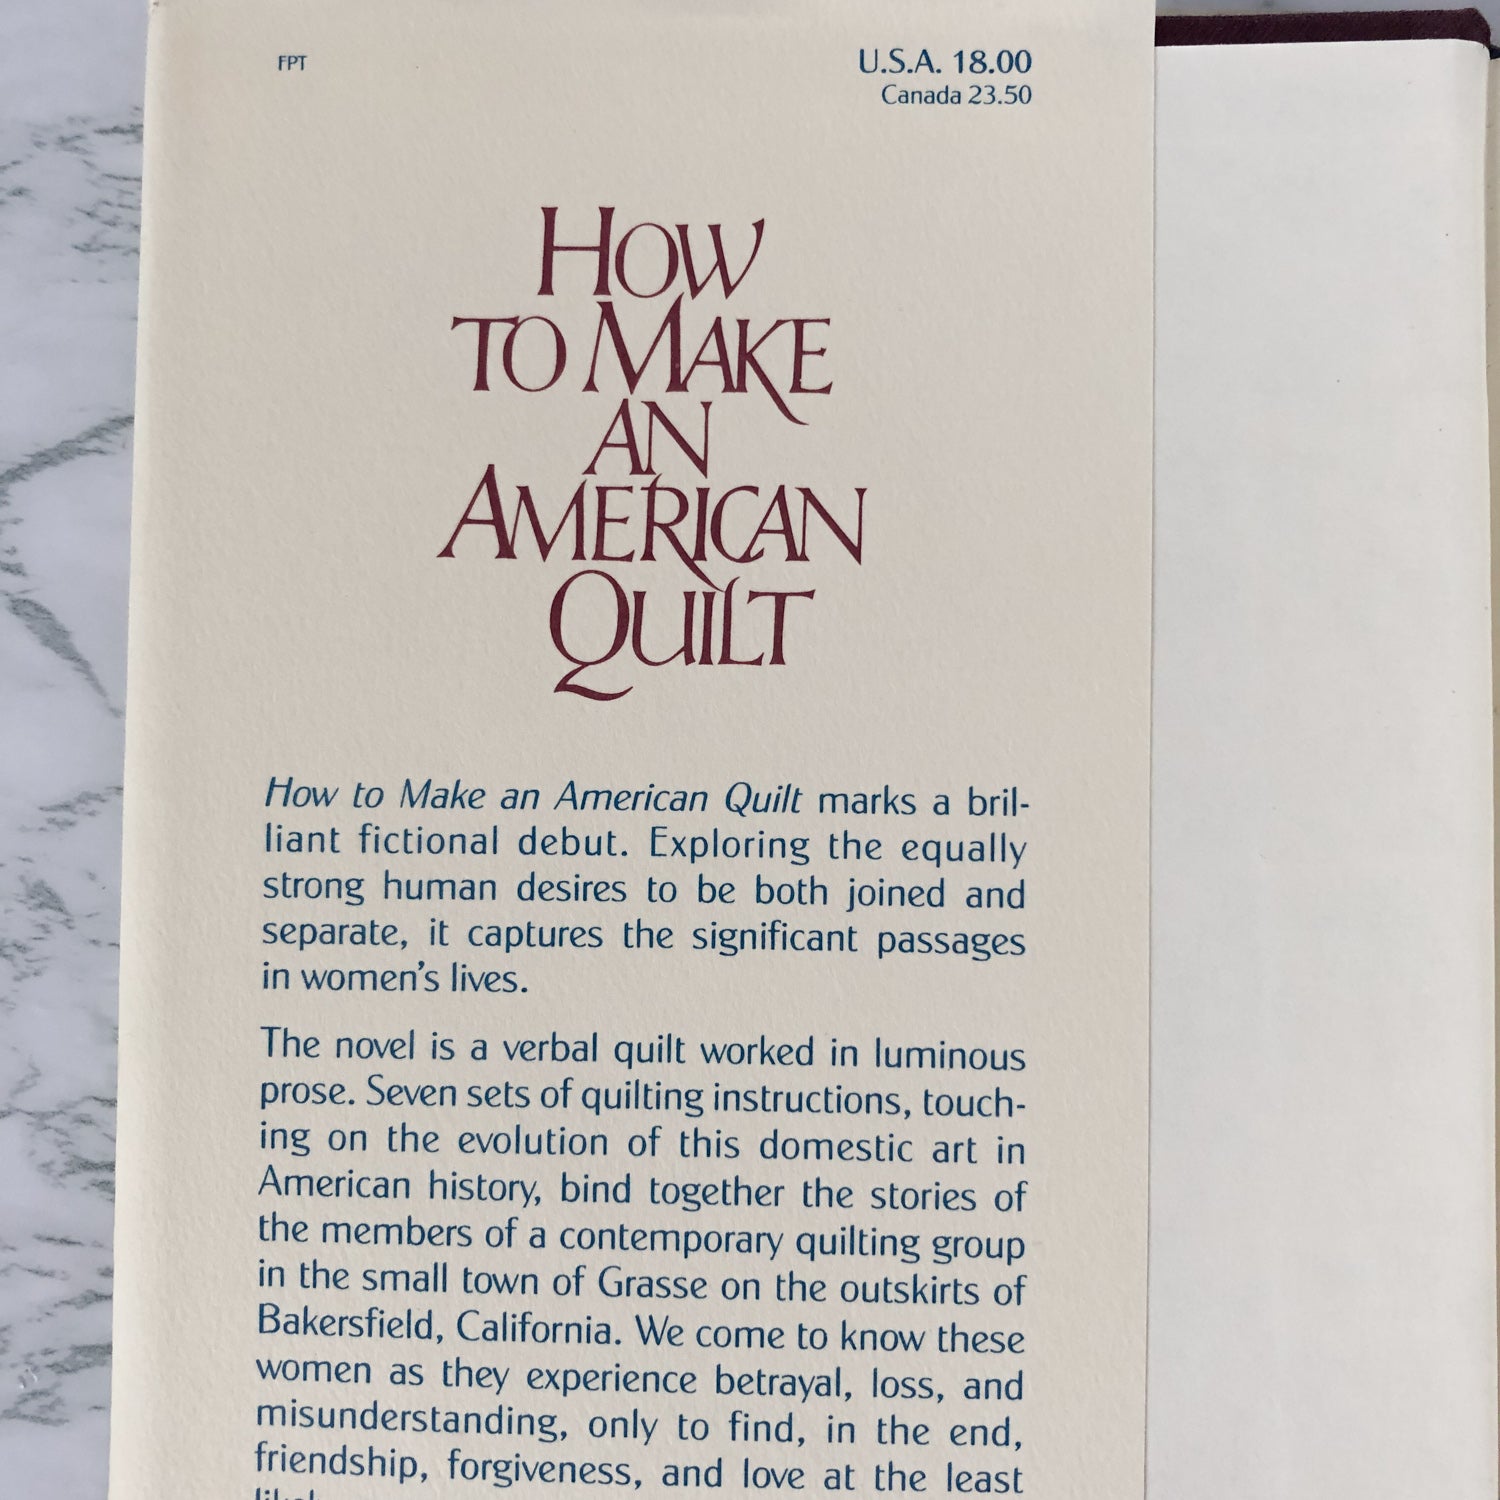 FPT
U.S.A. 18.00
Canada 23.50
HOW
TO MAKE
AN
AMERICAN
QUILT
How to Make an American Quilt marks a bril-
liant fictional debut. Exploring the equally
strong human desires to be both joined and
separate, it captures the significant passages
in women's lives.
The novel is a verbal quilt worked in luminous
prose. Seven sets of quilting instructions, touch-
ing on the evolution of this domestic art in
American history, bind together the stories of
the members of a contemporary quilting group
in the small town of Grasse on the outskirts of
Bakersfield, California. We come to know these
women as they experience betrayal, loss, and
misunderstanding, only to find, in the end,
friendship, forgiveness, and love at the least